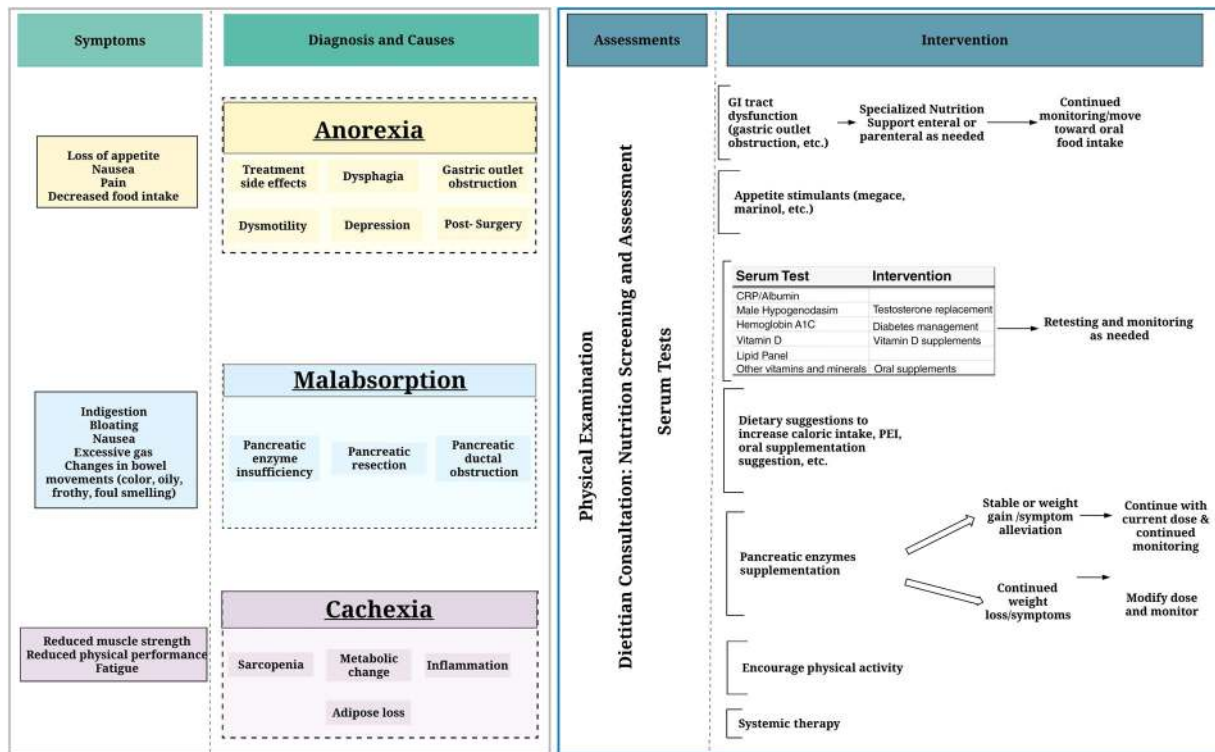 Symptoms
Diagnosis and Causes
Loss of appetite
Nausea
Pain
Decreased food intake
Anorexia
Treatment
side effects
Dysphagia
Gastric outlet
obstruction
Dysmotility
Depression
Post- Surgery
Indigestion
Bloating
Nausea
Excessive gas
Changes in bowel
movements (color, oily,
frothy, foul smelling)
Malabsorption
Pancreatic
enzyme
insufficiency
Pancreatic
resection
Pancreatic
ductal
obstruction
Reduced muscle strength
Reduced physical performance
Fatigue
Cachexia
Sarcopenia
Metabolic
change
Inflammation
Adipose loss
Assessments
Intervention
Physical Examination
Dietitian Consultation: Nutrition Screening and Assessment
Serum Tests
GI tract
dysfunction
(gastric outlet
obstruction, etc.)
Specialized Nutrition
Support enteral or
parenteral as needed
Continued
monitoring/move
toward oral
food intake
Appetite stimulants (megace,
marinol, etc.)
Serum Test Intervention
CRP/Albumin
Male Hypogenodasim Testosterone replacement
Hemoglobin A1C Diabetes management
Vitamin D Vitamin D supplements
Lipid Panel
Other vitamins and minerals Oral supplements
Retesting and monitoring
as needed
Dietary suggestions to
increase caloric intake, PEI,
oral supplementation
suggestion, etc.
Pancreatic enzymes
supplementation
Stable or weight
gain /symptom
alleviation
Continue with
current dose &
continued
monitoring
Continued
weight
loss/symptoms
Modify dose
and monitor
Encourage physical activity
Systemic therapy